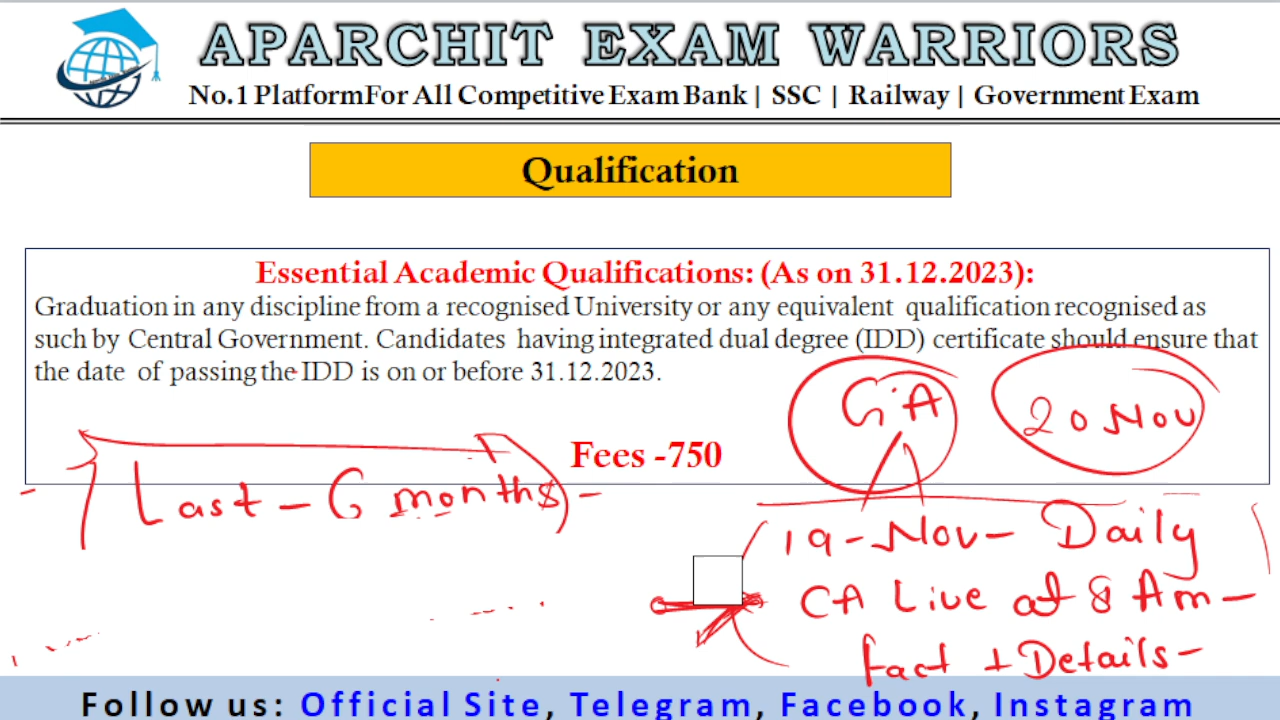 APARCHIT EXAM WARRIORS
No.1 PlatformFor All Competitive Exam Bank | SSC | Railway | Government Exam
Qualification
Essential Academic Qualifications: (As on 31.12.2023):
Graduation in any discipline from a recognised University or any equivalent qualification recognised as
such by Central Government. Candidates having integrated dual degree (IDD) certificate should ensure that
the date of passing the IDD is on or before 31.12.2023.
GA
20 Nov
Fees -750
Last - 6 months -
19 - Nov - Daily
CA Live at 8 Am -
fact + Details -
Follow us: Official Site, Telegram, Facebook, Instagram